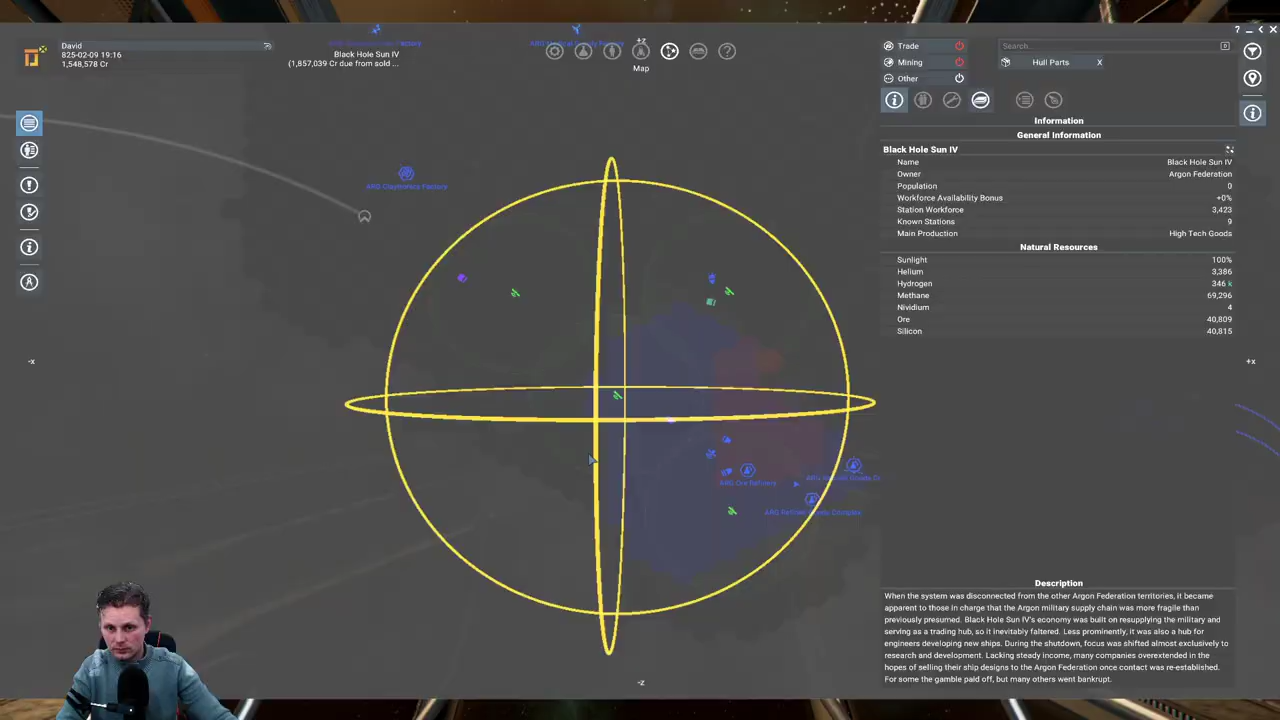 David
825-02-09 19:16
1,548,578 Cr
Black Hole Sun IV
(1,857,039 Cr due from sold ...
+z
Map
Trade
Mining
Other
Search...
Hull Parts
X
Information
General Information
Black Hole Sun IV
Name Black Hole Sun IV
Owner Argon Federation
Population 0
Workforce Availability Bonus +0%
Station Workforce 3,423
Known Stations 9
Main Production High Tech Goods
Natural Resources
Sunlight 100%
Helium 3,386
Hydrogen 346 k
Methane 69,296
Nividium 4
Ore 40,809
Silicon 40,815
ARG Claytronics Factory
-x
+x
ARG Ore Refinery
-z
Description
When the system was disconnected from the other Argon Federation territories, it became
apparent to those in charge that the Argon military supply chain was more fragile than
previously presumed. Black Hole Sun IV's economy was built on resupplying the military and
serving as a trading hub, so it inevitably faltered. Less prominently, it was also a hub for
engineers developing new ships. During the shutdown, focus was shifted almost exclusively to
research and development. Lacking steady income, many companies overextended in the
hopes of selling their ship designs to the Argon Federation once contact was re-established.
For some the gamble paid off, but many others went bankrupt.